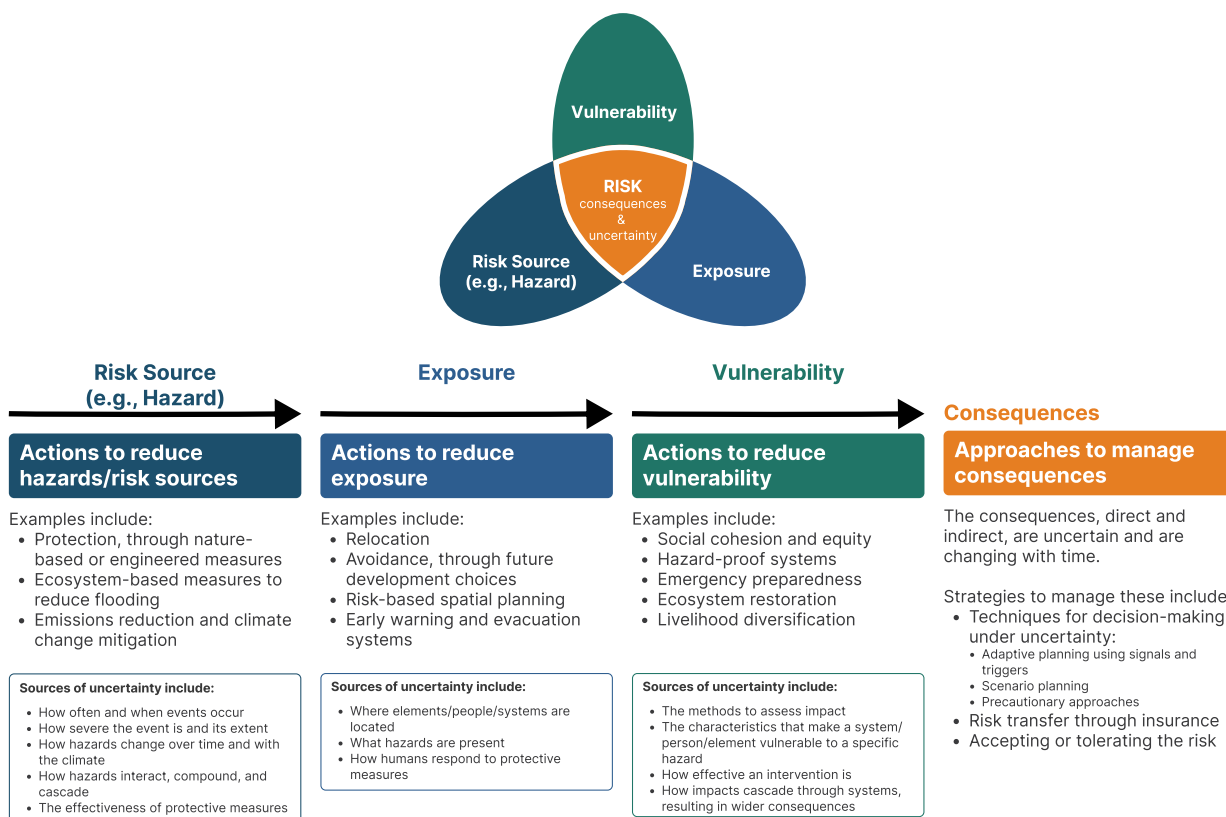 Vulnerability
RISK
consequences
&
uncertainty
Risk Source
(e.g., Hazard)
Exposure
Risk Source
(e.g., Hazard)
Actions to reduce
hazards/risk sources
Examples include:
• Protection, through nature-
based or engineered measures
• Ecosystem-based measures to
reduce flooding
• Emissions reduction and climate
change mitigation
Sources of uncertainty include:
• How often and when events occur
• How severe the event is and its extent
• How hazards change over time and with
the climate
• How hazards interact, compound, and
cascade
• The effectiveness of protective measures
Exposure
Actions to reduce
exposure
Examples include:
• Relocation
• Avoidance, through future
development choices
• Risk-based spatial planning
• Early warning and evacuation
systems
Sources of uncertainty include:
• Where elements/people/systems are
located
• What hazards are present
• How humans respond to protective
measures
Vulnerability
Actions to reduce
vulnerability
Examples include:
• Social cohesion and equity
• Hazard-proof systems
• Emergency preparedness
• Ecosystem restoration
• Livelihood diversification
Sources of uncertainty include:
• The methods to assess impact
• The characteristics that make a system/
person/element vulnerable to a specific
hazard
• How effective an intervention is
• How impacts cascade through systems,
resulting in wider consequences
Consequences
Approaches to manage
consequences
The consequences, direct and
indirect, are uncertain and are
changing with time.
Strategies to manage these include
• Techniques for decision-making
under uncertainty:
• Adaptive planning using signals and
triggers
• Scenario planning
• Precautionary approaches
• Risk transfer through insurance
• Accepting or tolerating the risk